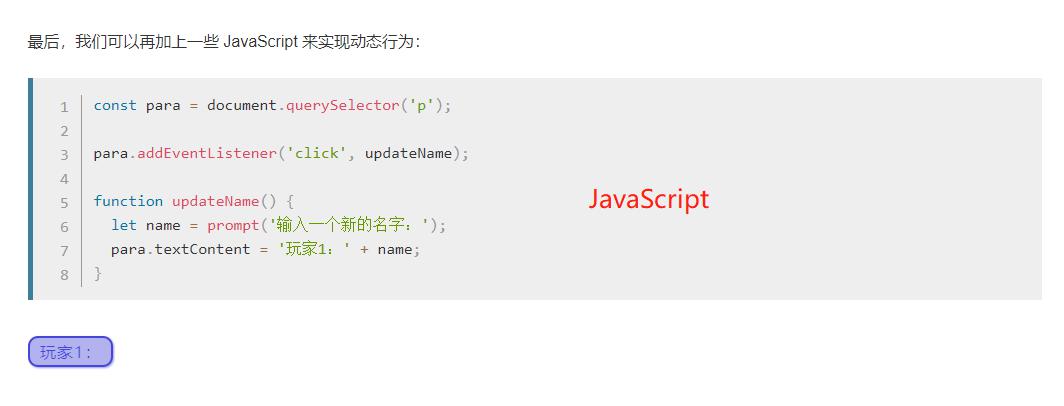 最后，我们可以再加上一些 JavaScript 来实现动态行为：
1 const para = document.querySelector('p');
2
3 para.addEventListener('click', updateName);
4
5 function updateName() {
6   let name = prompt('输入一个新的名字：');
7   para.textContent = '玩家1：' + name;
8 }
JavaScript
玩家1：